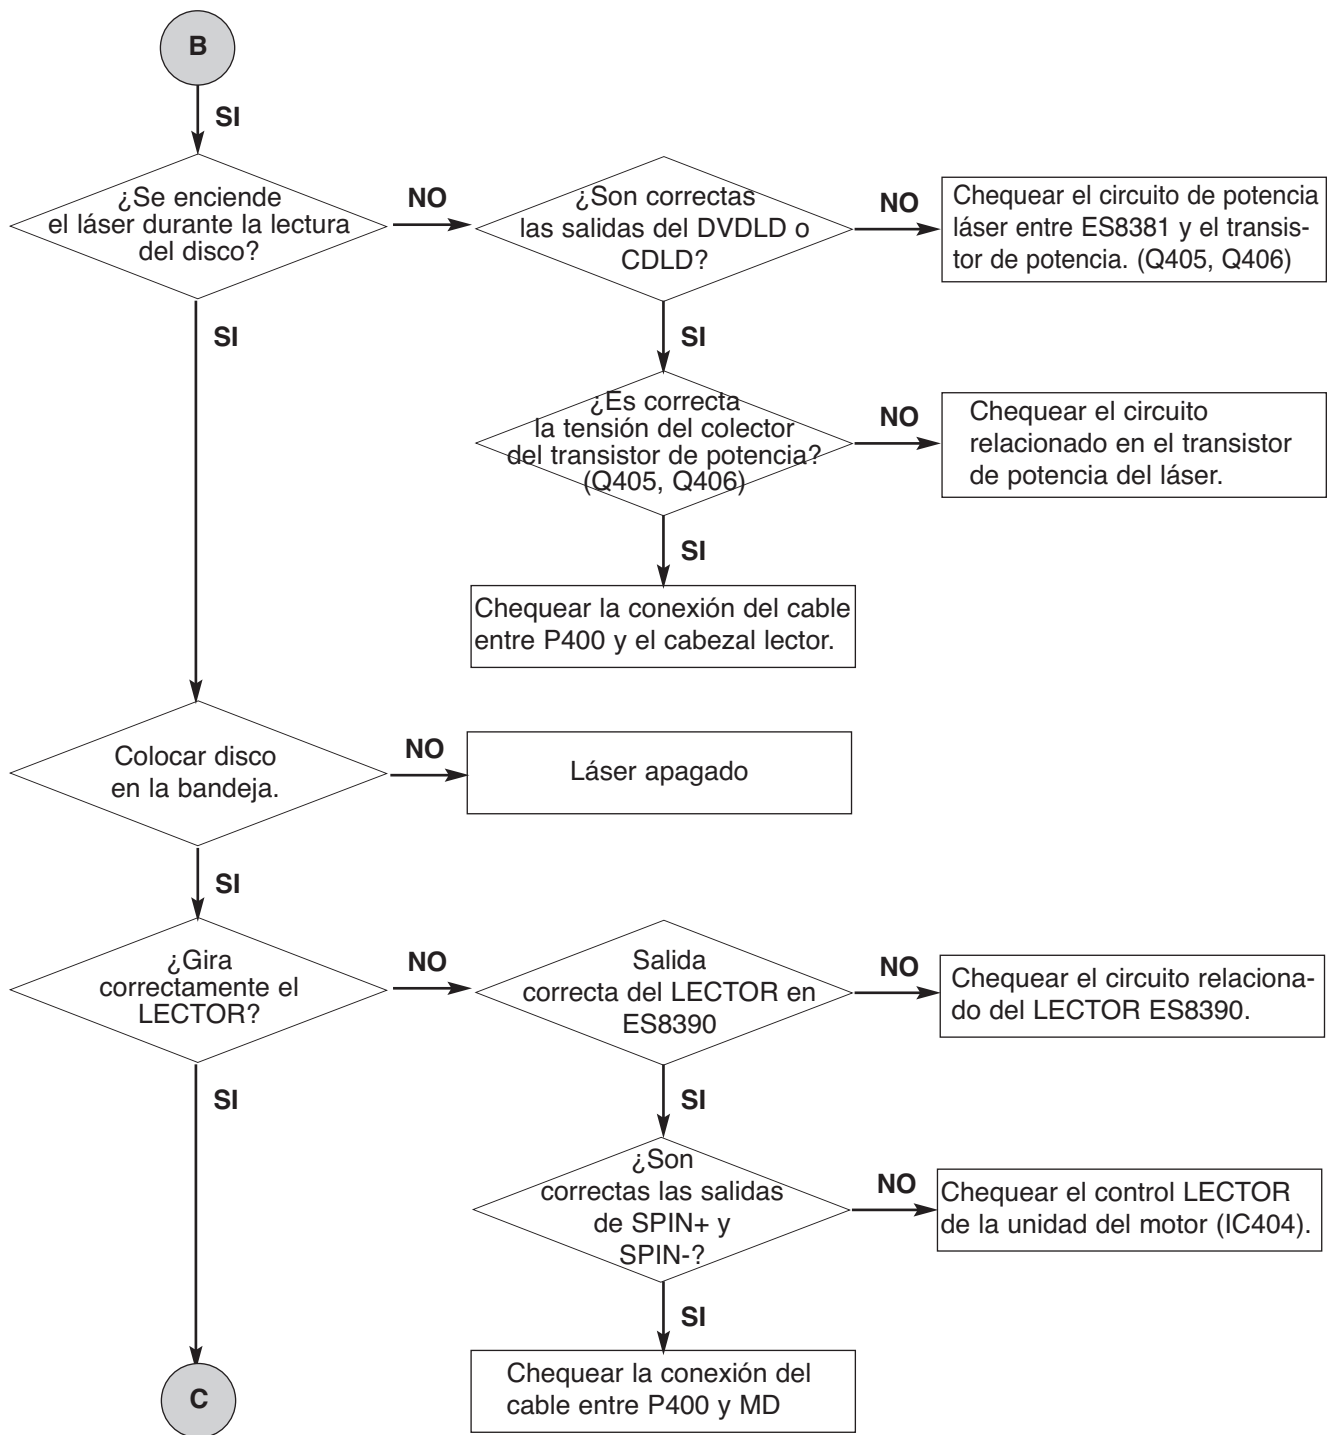 B
SI
¿Se enciende
el láser durante la lectura
del disco?
NO
¿Son correctas
las salidas del DVDLD o
CDLD?
NO
Chequear el circuito de potencia
láser entre ES8381 y el transis-
tor de potencia. (Q405, Q406)
SI
SI
¿Es correcta
la tensión del colector
del transistor de potencia?
(Q405, Q406)
NO
Chequear el circuito
relacionado en el transistor
de potencia del láser.
SI
Chequear la conexión del cable
entre P400 y el cabezal lector.
Colocar disco
en la bandeja.
NO
Láser apagado
SI
¿Gira
correctamente el
LECTOR?
NO
Salida
correcta del LECTOR en
ES8390
NO
Chequear el circuito relaciona-
do del LECTOR ES8390.
SI
SI
¿Son
correctas las salidas
de SPIN+ y
SPIN-?
NO
Chequear el control LECTOR
de la unidad del motor (IC404).
SI
Chequear la conexión del
cable entre P400 y MD
C